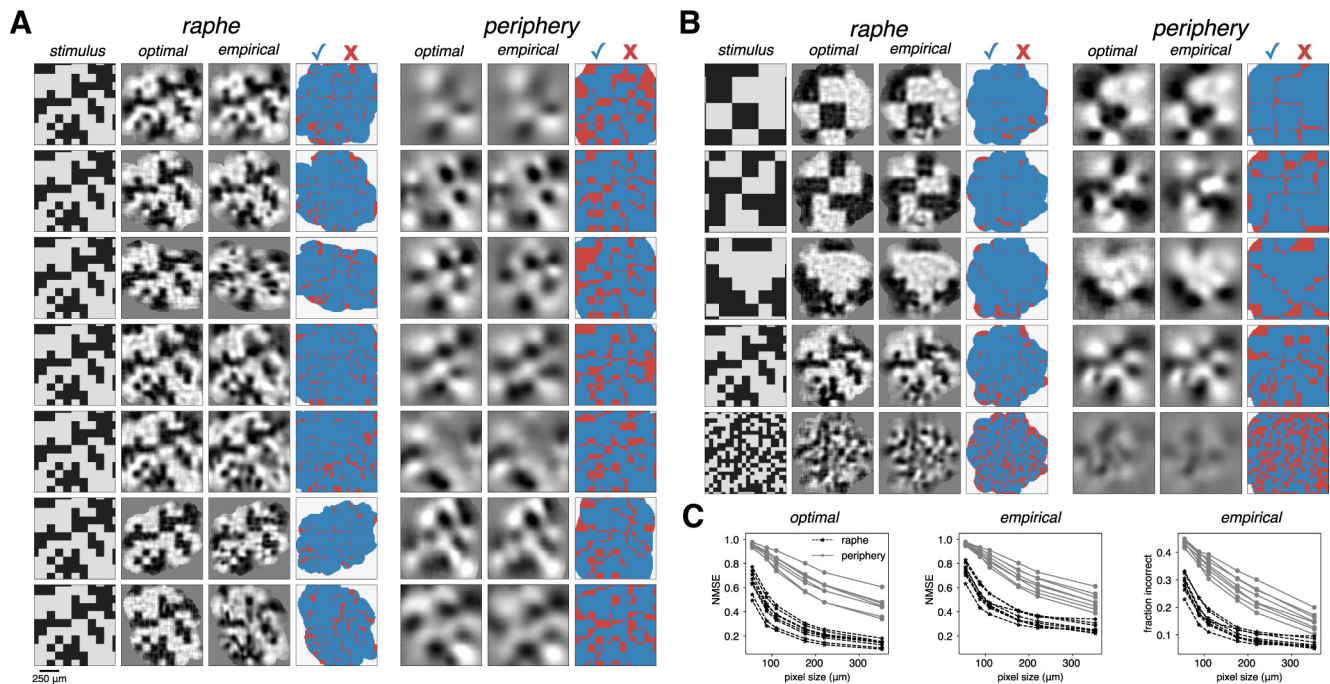 A
raphe
periphery
stimulus
optimal
empirical
✓ X
optimal
empirical
✓ X
250 μm
B
raphe
periphery
stimulus
optimal
empirical
✓ X
optimal
empirical
✓ X
C
optimal
NMSE
1.0
0.8
0.6
0.4
0.2
raphe
periphery
100 200 300
pixel size (μm)
empirical
NMSE
1.0
0.8
0.6
0.4
0.2
100 200 300
pixel size (μm)
empirical
fraction incorrect
0.4
0.3
0.2
0.1
100 200 300
pixel size (μm)